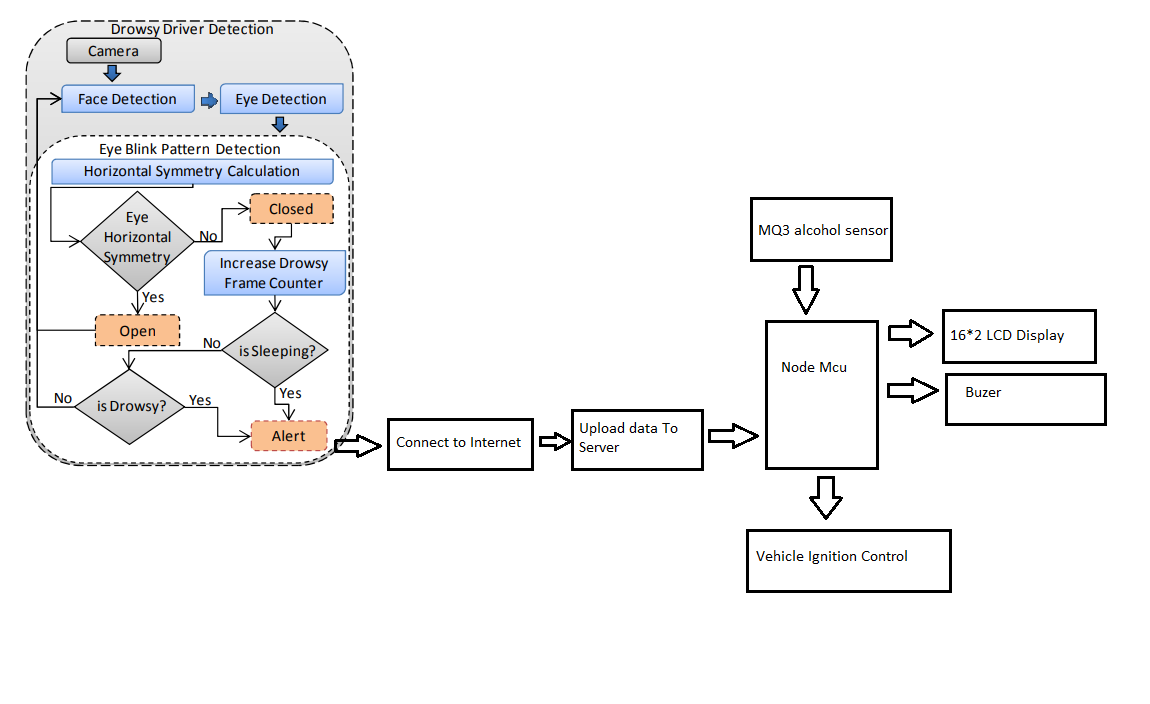 Drowsy Driver Detection
Camera
Face Detection
Eye Detection
Eye Blink Pattern Detection
Horizontal Symmetry Calculation
Eye
Horizontal
Symmetry
No
Closed
Increase Drowsy
Frame Counter
Yes
Open
No
is Sleeping?
Yes
No
is Drowsy?
Yes
Alert
Connect to Internet
Upload data To
Server
MQ3 alcohol sensor
Node Mcu
16*2 LCD Display
Buzer
Vehicle Ignition Control